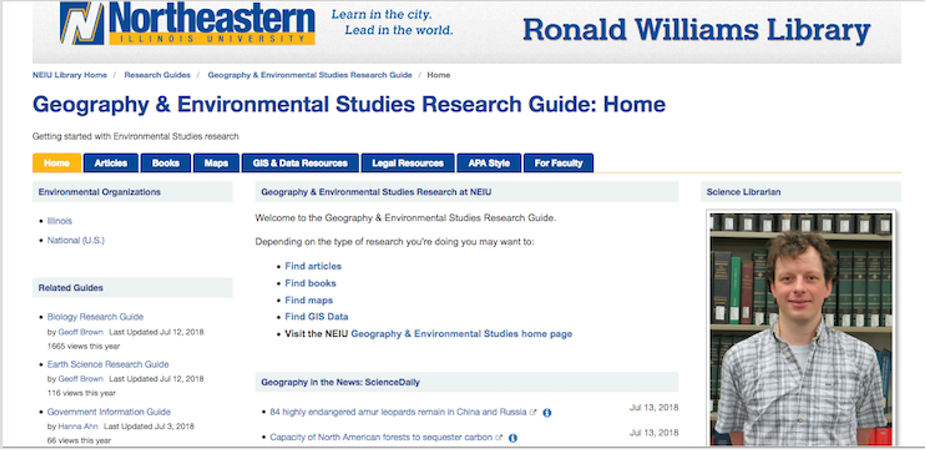 Northeastern
ILLINOIS UNIVERSITY
Learn in the city.
Lead in the world.
Ronald Williams Library
NEIU Library Home / Research Guides / Geography & Environmental Studies Research Guide / Home
Geography & Environmental Studies Research Guide: Home
Getting started with Environmental Studies research
Home Articles Books Maps GIS & Data Resources Legal Resources APA Style For Faculty
Environmental Organizations
• Illinois
• National (U.S.)
Related Guides
• Biology Research Guide
by Geoff Brown Last Updated Jul 12, 2018
1665 views this year
• Earth Science Research Guide
by Geoff Brown Last Updated Jul 12, 2018
116 views this year
• Government Information Guide
by Hanna Ahn Last Updated Jul 3, 2018
66 views this year
Geography & Environmental Studies Research at NEIU
Welcome to the Geography & Environmental Studies Research Guide.
Depending on the type of research you're doing you may want to:
• Find articles
• Find books
• Find maps
• Find GIS Data
• Visit the NEIU Geography & Environmental Studies home page
Geography in the News: ScienceDaily
• 84 highly endangered amur leopards remain in China and Russia Jul 13, 2018
• Capacity of North American forests to sequester carbon Jul 13, 2018
Science Librarian